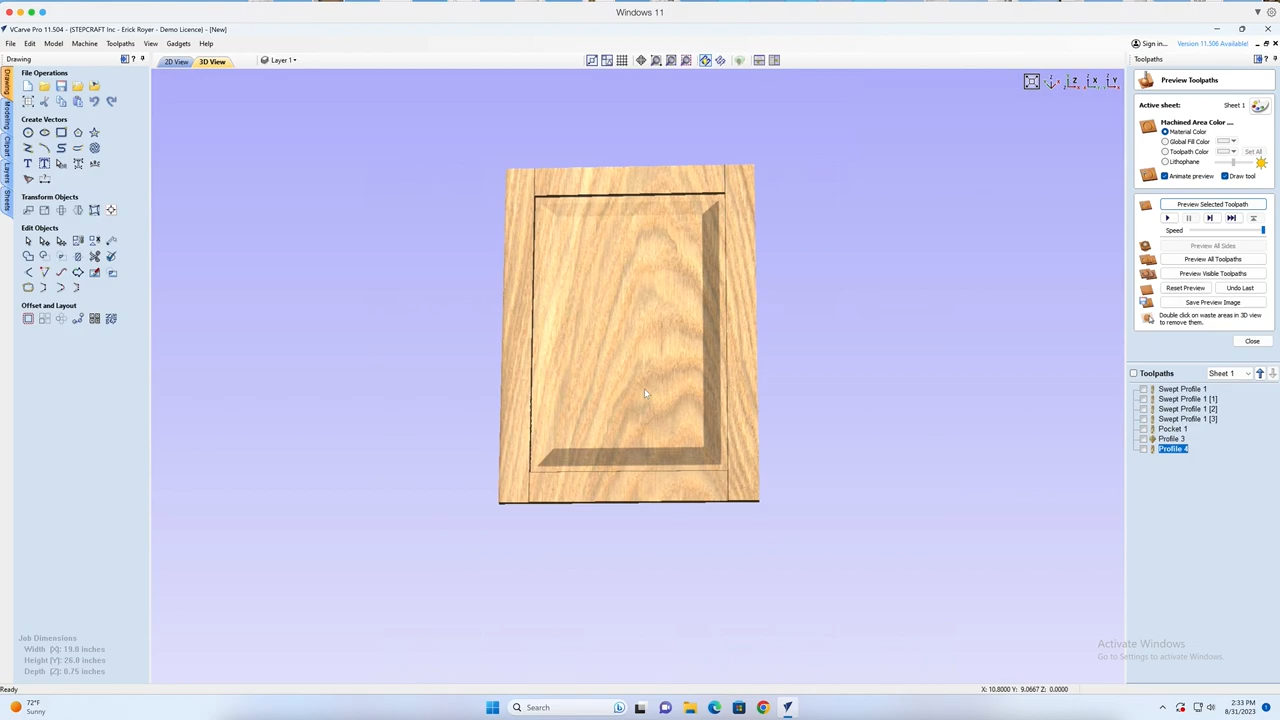 Windows 11
VCarve Pro 11.504 - {STEPCRAFT Inc - Erick Royer - Demo Licence} - [New]
File Edit Model Machine Toolpaths View Gadgets Help
Sign in... Version 11.506 Available!
Drawing
2D View 3D View Layer 1
Toolpaths
File Operations
Create Vectors
Transform Objects
Edit Objects
Offset and Layout
Drawing
Modeling
Clipart
Layers
Sheets
Job Dimensions
Width (X): 19.0 inches
Height (Y): 26.0 inches
Depth (Z): 0.75 inches
Preview Toolpaths
Active sheet: Sheet 1
Machined Area Color ....
Material Color
Global Fill Color
Toolpath Color Set All
Lithophane
Animate preview Draw tool
Preview Selected Toolpath
Speed
Preview All Sides
Preview All Toolpaths
Preview Visible Toolpaths
Reset Preview Undo Last
Save Preview Image
Double click on waste areas in 3D view
to remove them.
Close
Toolpaths Sheet 1
Swept Profile 1
Swept Profile 1 [1]
Swept Profile 1 [2]
Swept Profile 1 [3]
Pocket 1
Profile 3
Profile 4
Activate Windows
Go to Settings to activate Windows.
Ready
X: 10.8000 Y: 9.0667 Z: 0.0000
72°F
Sunny
Search
2:33 PM
8/31/2023